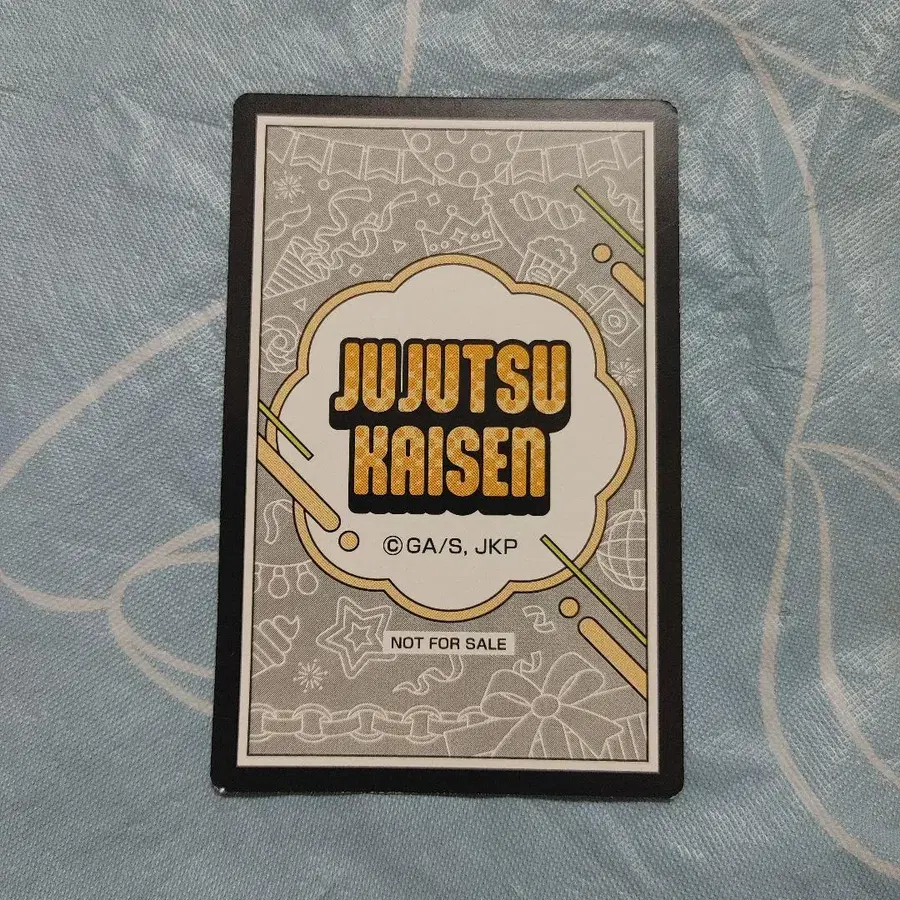 JUJUTSU
KAISEN
©GA/S, JKP
NOT FOR SALE